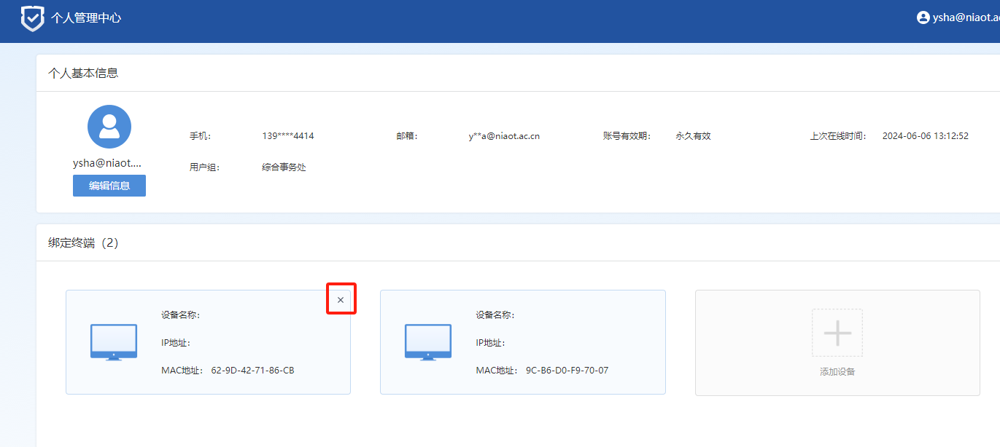 个人管理中心
ysha@niaot.ac
个人基本信息
手机: 139****4414 邮箱: y**a@niaot.ac.cn 账号有效期: 永久有效 上次在线时间: 2024-06-06 13:12:52
ysha@niaot....
用户组: 综合事务处
编辑信息
绑定终端（2）
设备名称:
IP地址:
MAC地址: 62-9D-42-71-86-CB
设备名称:
IP地址:
MAC地址: 9C-B6-D0-F9-70-07
添加设备